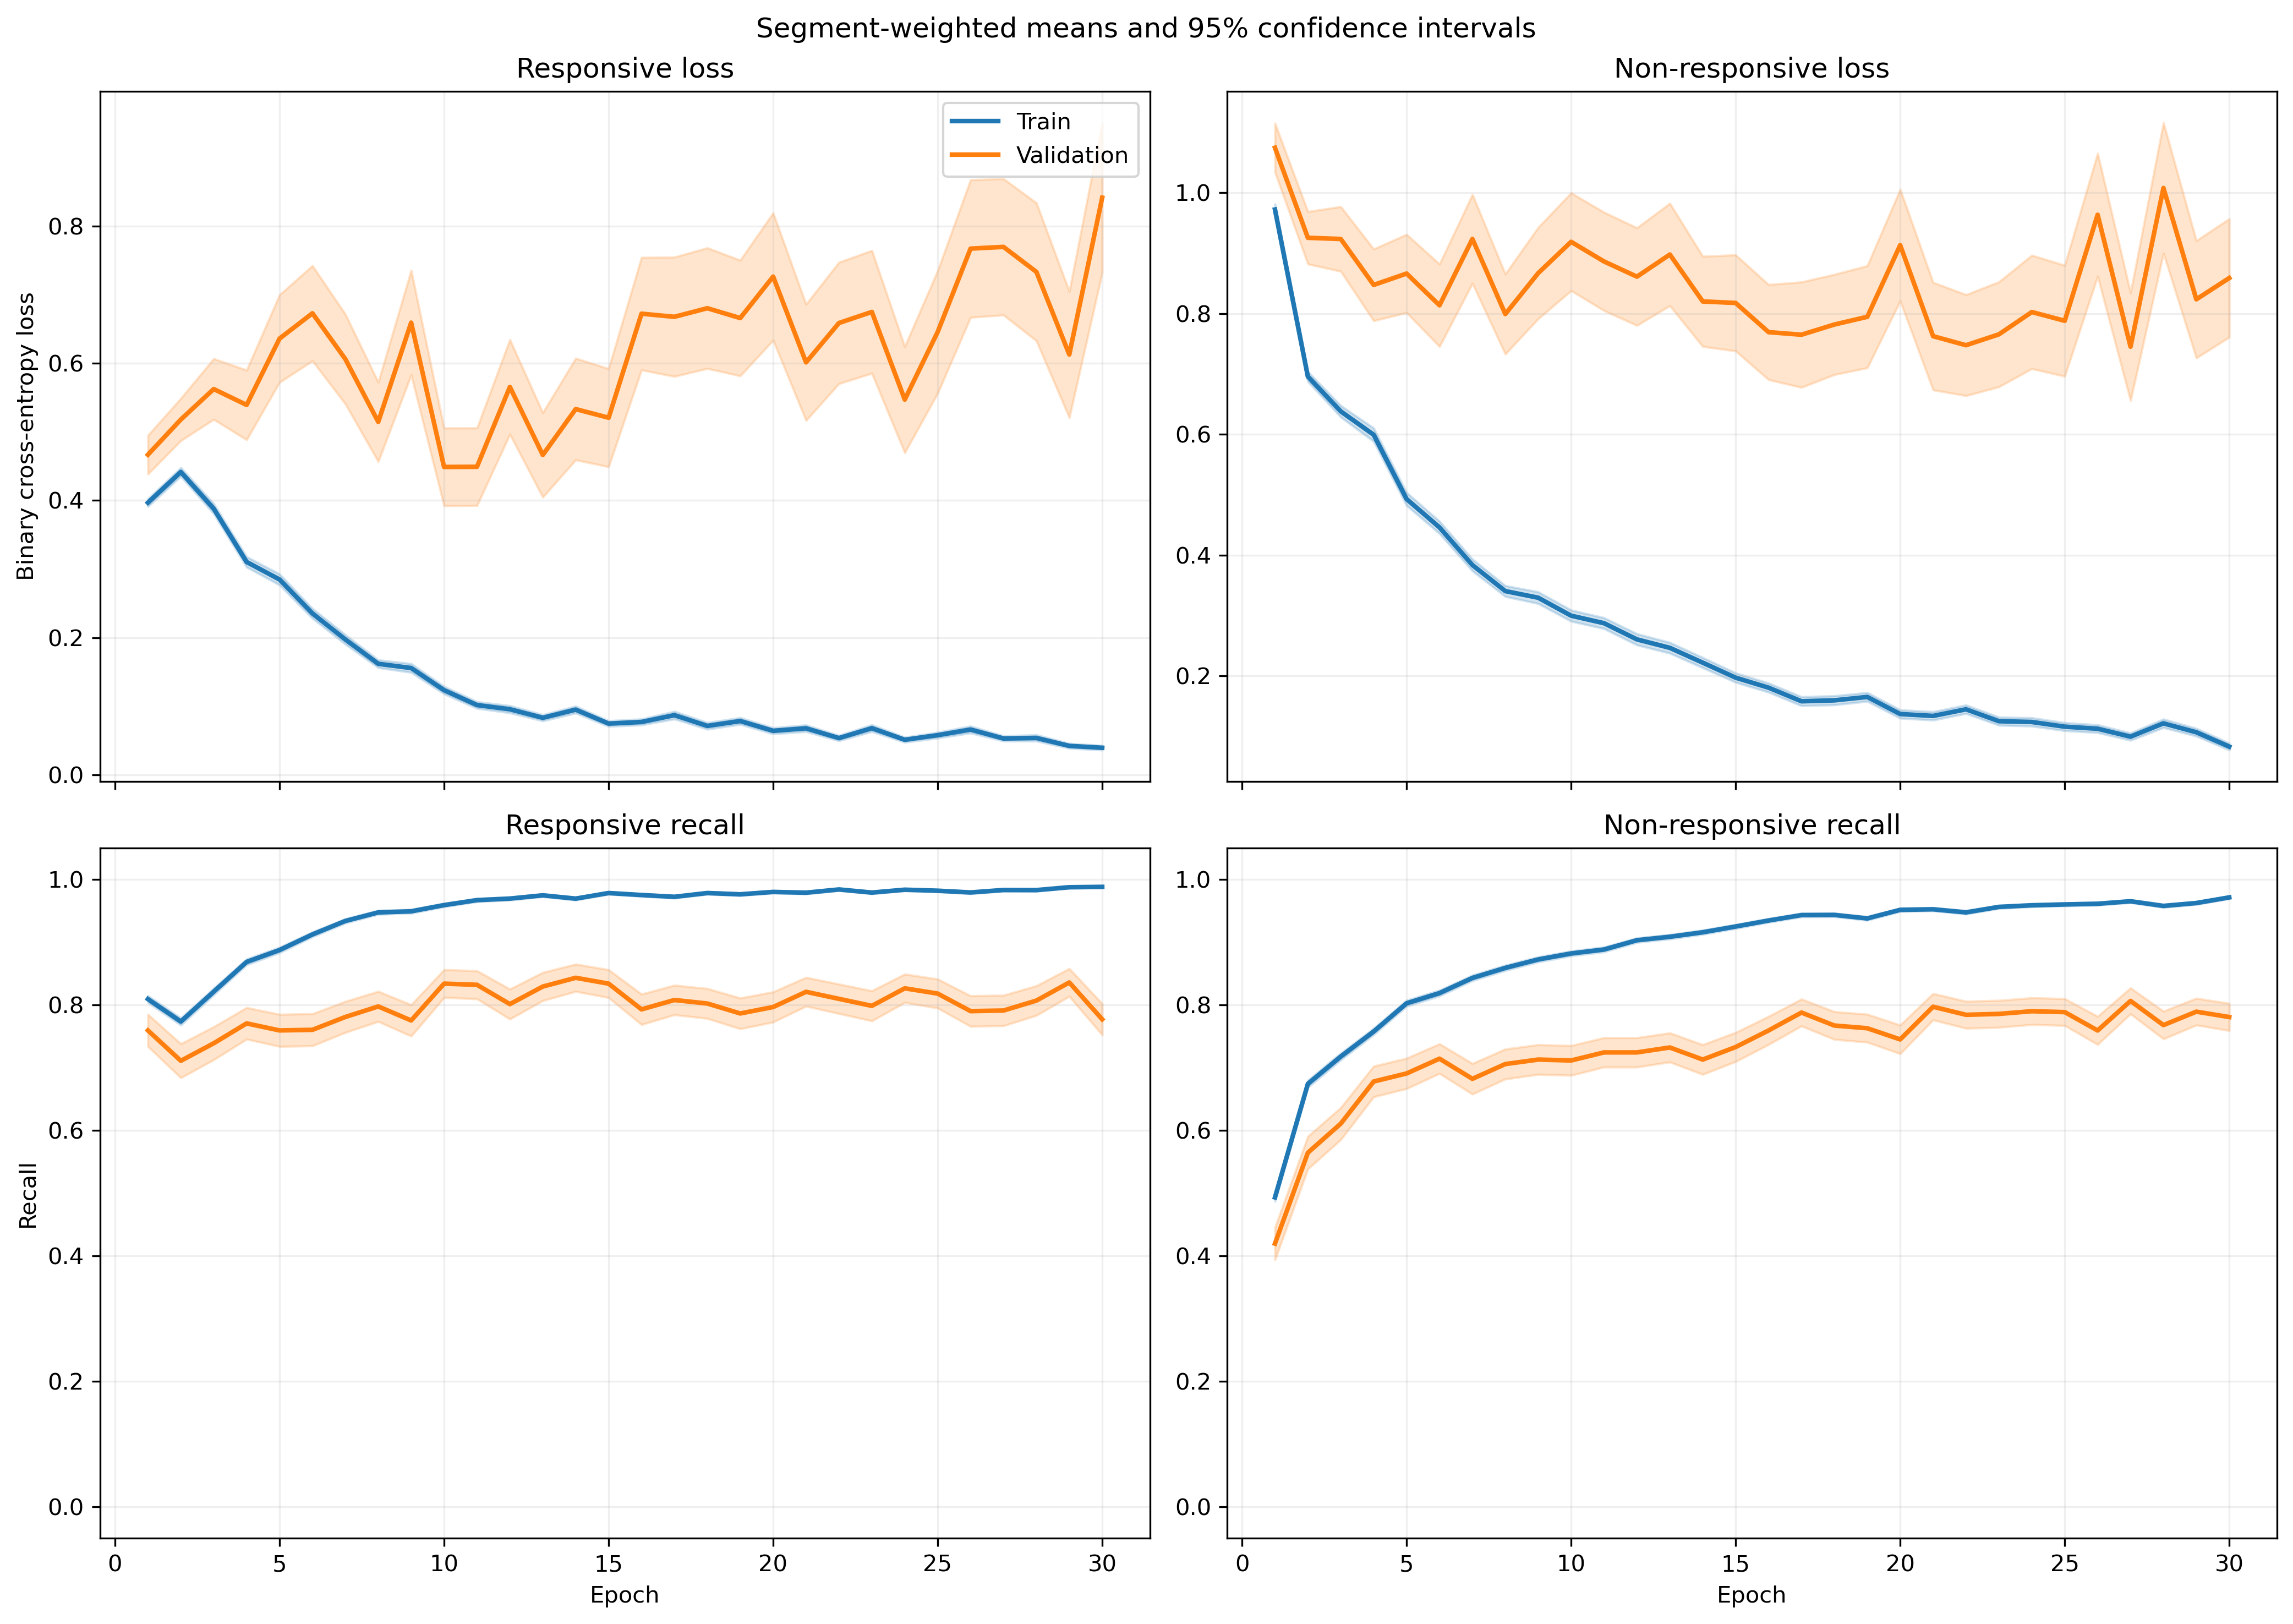 Segment-weighted means and 95% confidence intervals
Responsive loss
Non-responsive loss
Train
Validation
Binary cross-entropy loss
0.8
0.6
0.4
0.2
0.0
1.0
0.8
0.6
0.4
0.2
Responsive recall
Non-responsive recall
Recall
1.0
0.8
0.6
0.4
0.2
0.0
0 5 10 15 20 25 30
Epoch
1.0
0.8
0.6
0.4
0.2
0.0
0 5 10 15 20 25 30
Epoch